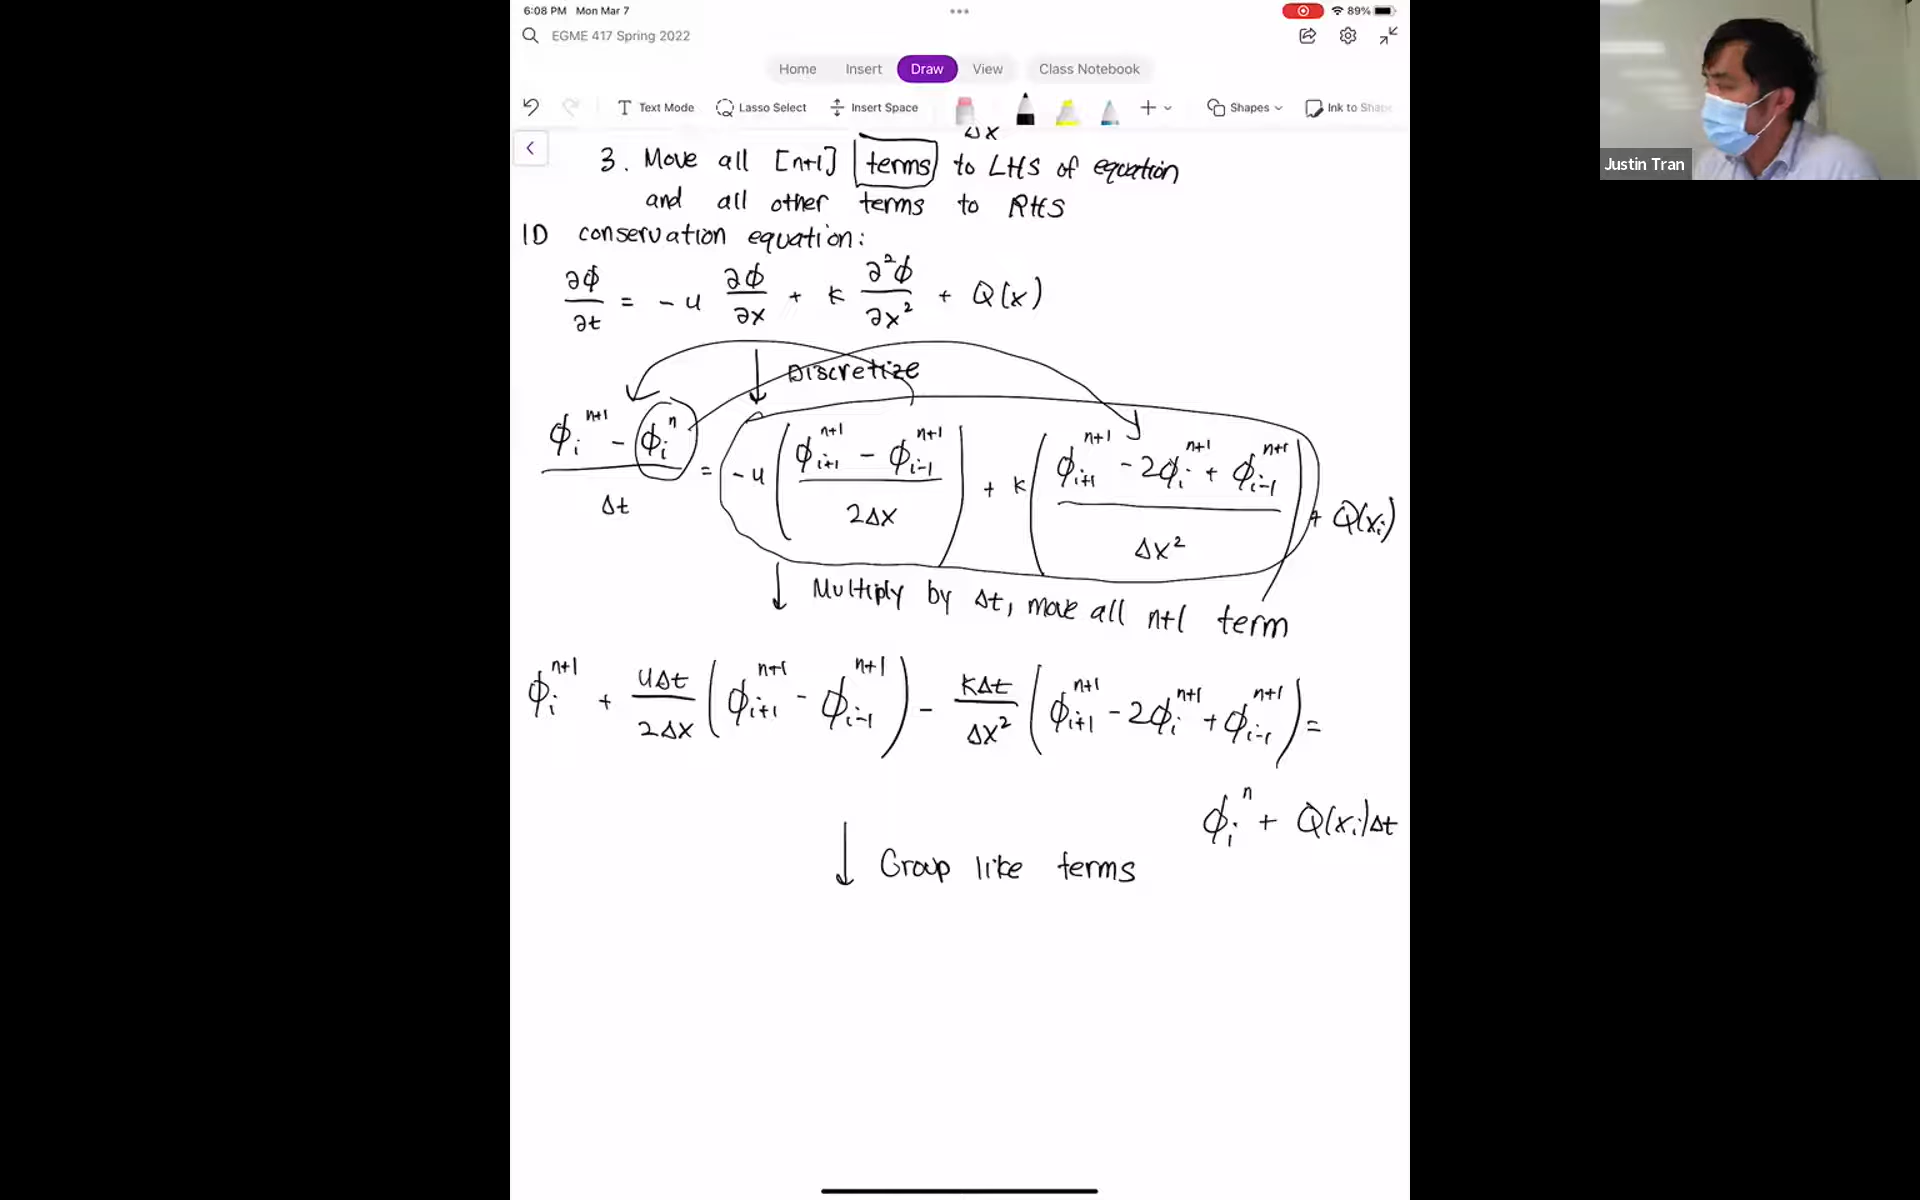 6:08 PM Mon Mar 7
89%
EGME 417 Spring 2022
Home Insert Draw View Class Notebook
Text Mode Lasso Select Insert Space Shapes Ink to Shape
Δx
3. Move all [n+1] terms to LHS of equation
and all other terms to RHS
1D conservation equation:
∂ϕ/∂t = -u ∂ϕ/∂x + k ∂²ϕ/∂x² + Q(x)
↓ Discretize
(ϕ_i^{n+1} - ϕ_i^n)/Δt = -u ((ϕ_{i+1}^{n+1} - ϕ_{i-1}^{n+1})/2Δx) + k ((ϕ_{i+1}^{n+1} - 2ϕ_i^{n+1} + ϕ_{i-1}^{n+1})/Δx²) + Q(x_i)
↓ Multiply by Δt, move all n+1 term
ϕ_i^{n+1} + uΔt/2Δx (ϕ_{i+1}^{n+1} - ϕ_{i-1}^{n+1}) - kΔt/Δx² (ϕ_{i+1}^{n+1} - 2ϕ_i^{n+1} + ϕ_{i-1}^{n+1}) =
ϕ_i^n + Q(x_i)Δt
↓ Group like terms
Justin Tran